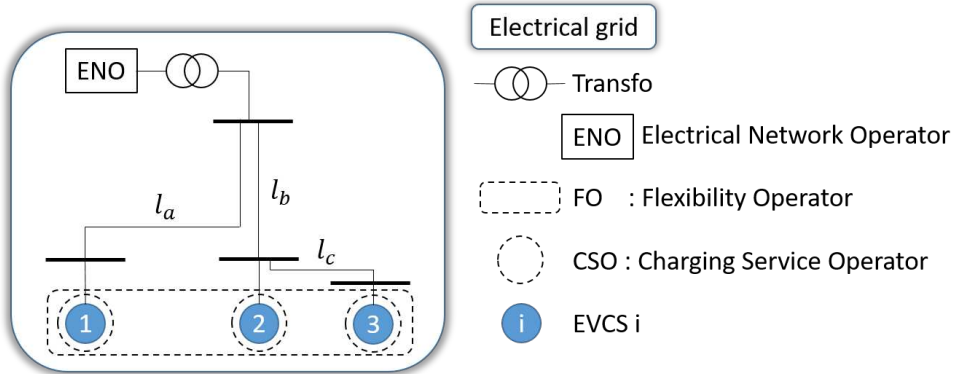 Electrical grid
ENO
Transfo
ENO Electrical Network Operator
l_a
l_b
FO : Flexibility Operator
l_c
CSO : Charging Service Operator
1
2
3
i EVCS i